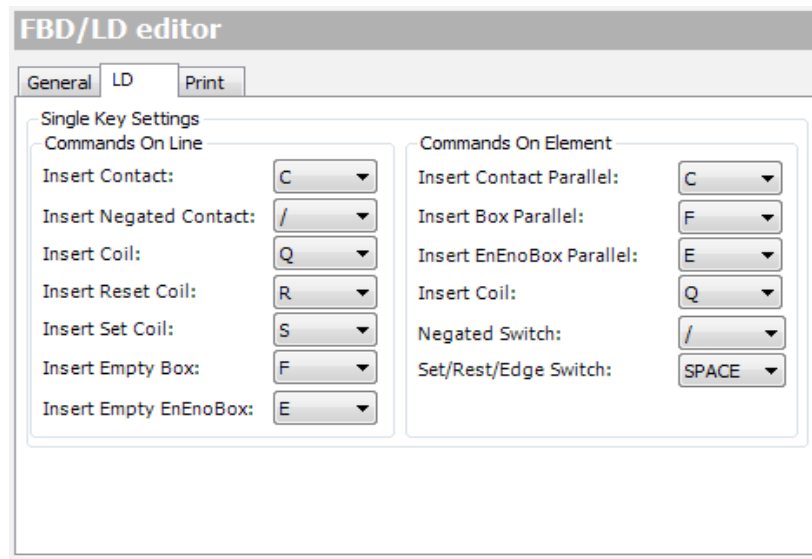 FBD/LD editor
General LD Print
Single Key Settings
Commands On Line
Insert Contact: C
Insert Negated Contact: /
Insert Coil: Q
Insert Reset Coil: R
Insert Set Coil: S
Insert Empty Box: F
Insert Empty EnEnoBox: E
Commands On Element
Insert Contact Parallel: C
Insert Box Parallel: F
Insert EnEnoBox Parallel: E
Insert Coil: Q
Negated Switch: /
Set/Rest/Edge Switch: SPACE